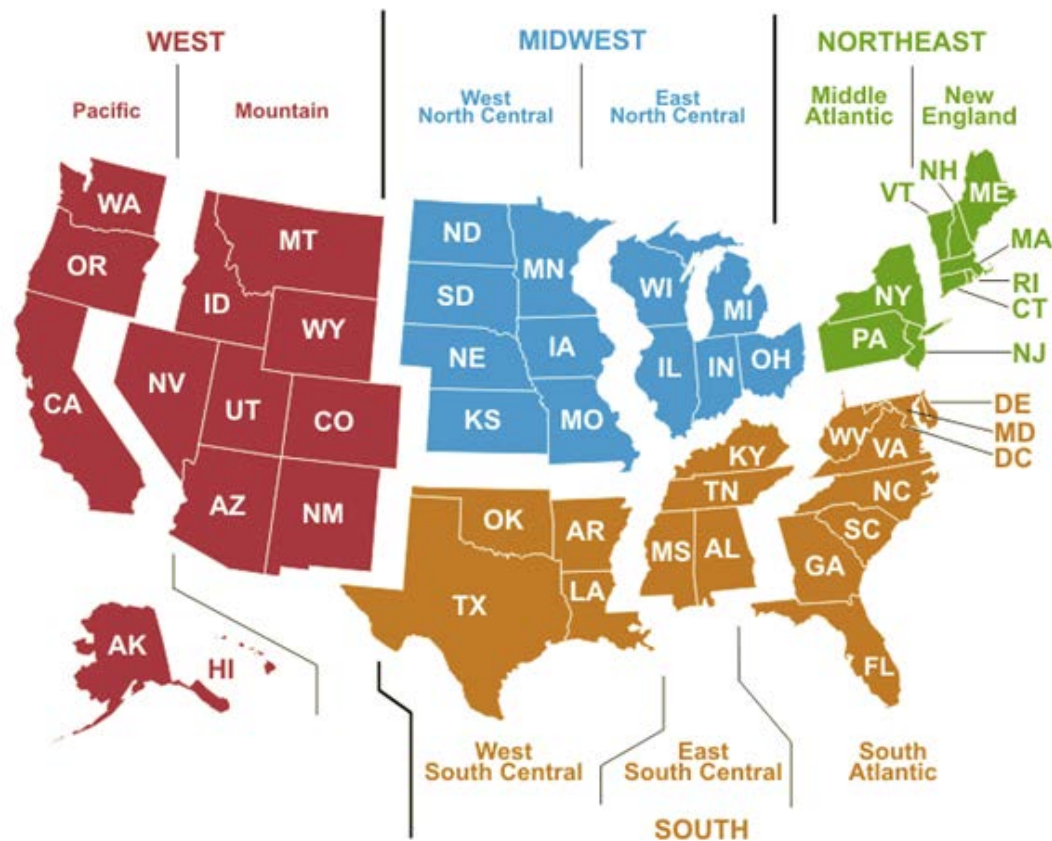 WEST
MIDWEST
NORTHEAST
Pacific
Mountain
West
North Central
East
North Central
Middle
Atlantic
New
England
WA
OR
CA
AK
HI
MT
ID
WY
NV
UT
CO
AZ
NM
ND
SD
NE
KS
MN
IA
MO
WI
MI
IL
IN
OH
NH
VT
ME
MA
RI
CT
NY
PA
NJ
OK
AR
TX
LA
KY
TN
MS
AL
DE
MD
DC
WV
VA
NC
SC
GA
FL
West
South Central
East
South Central
South
Atlantic
SOUTH